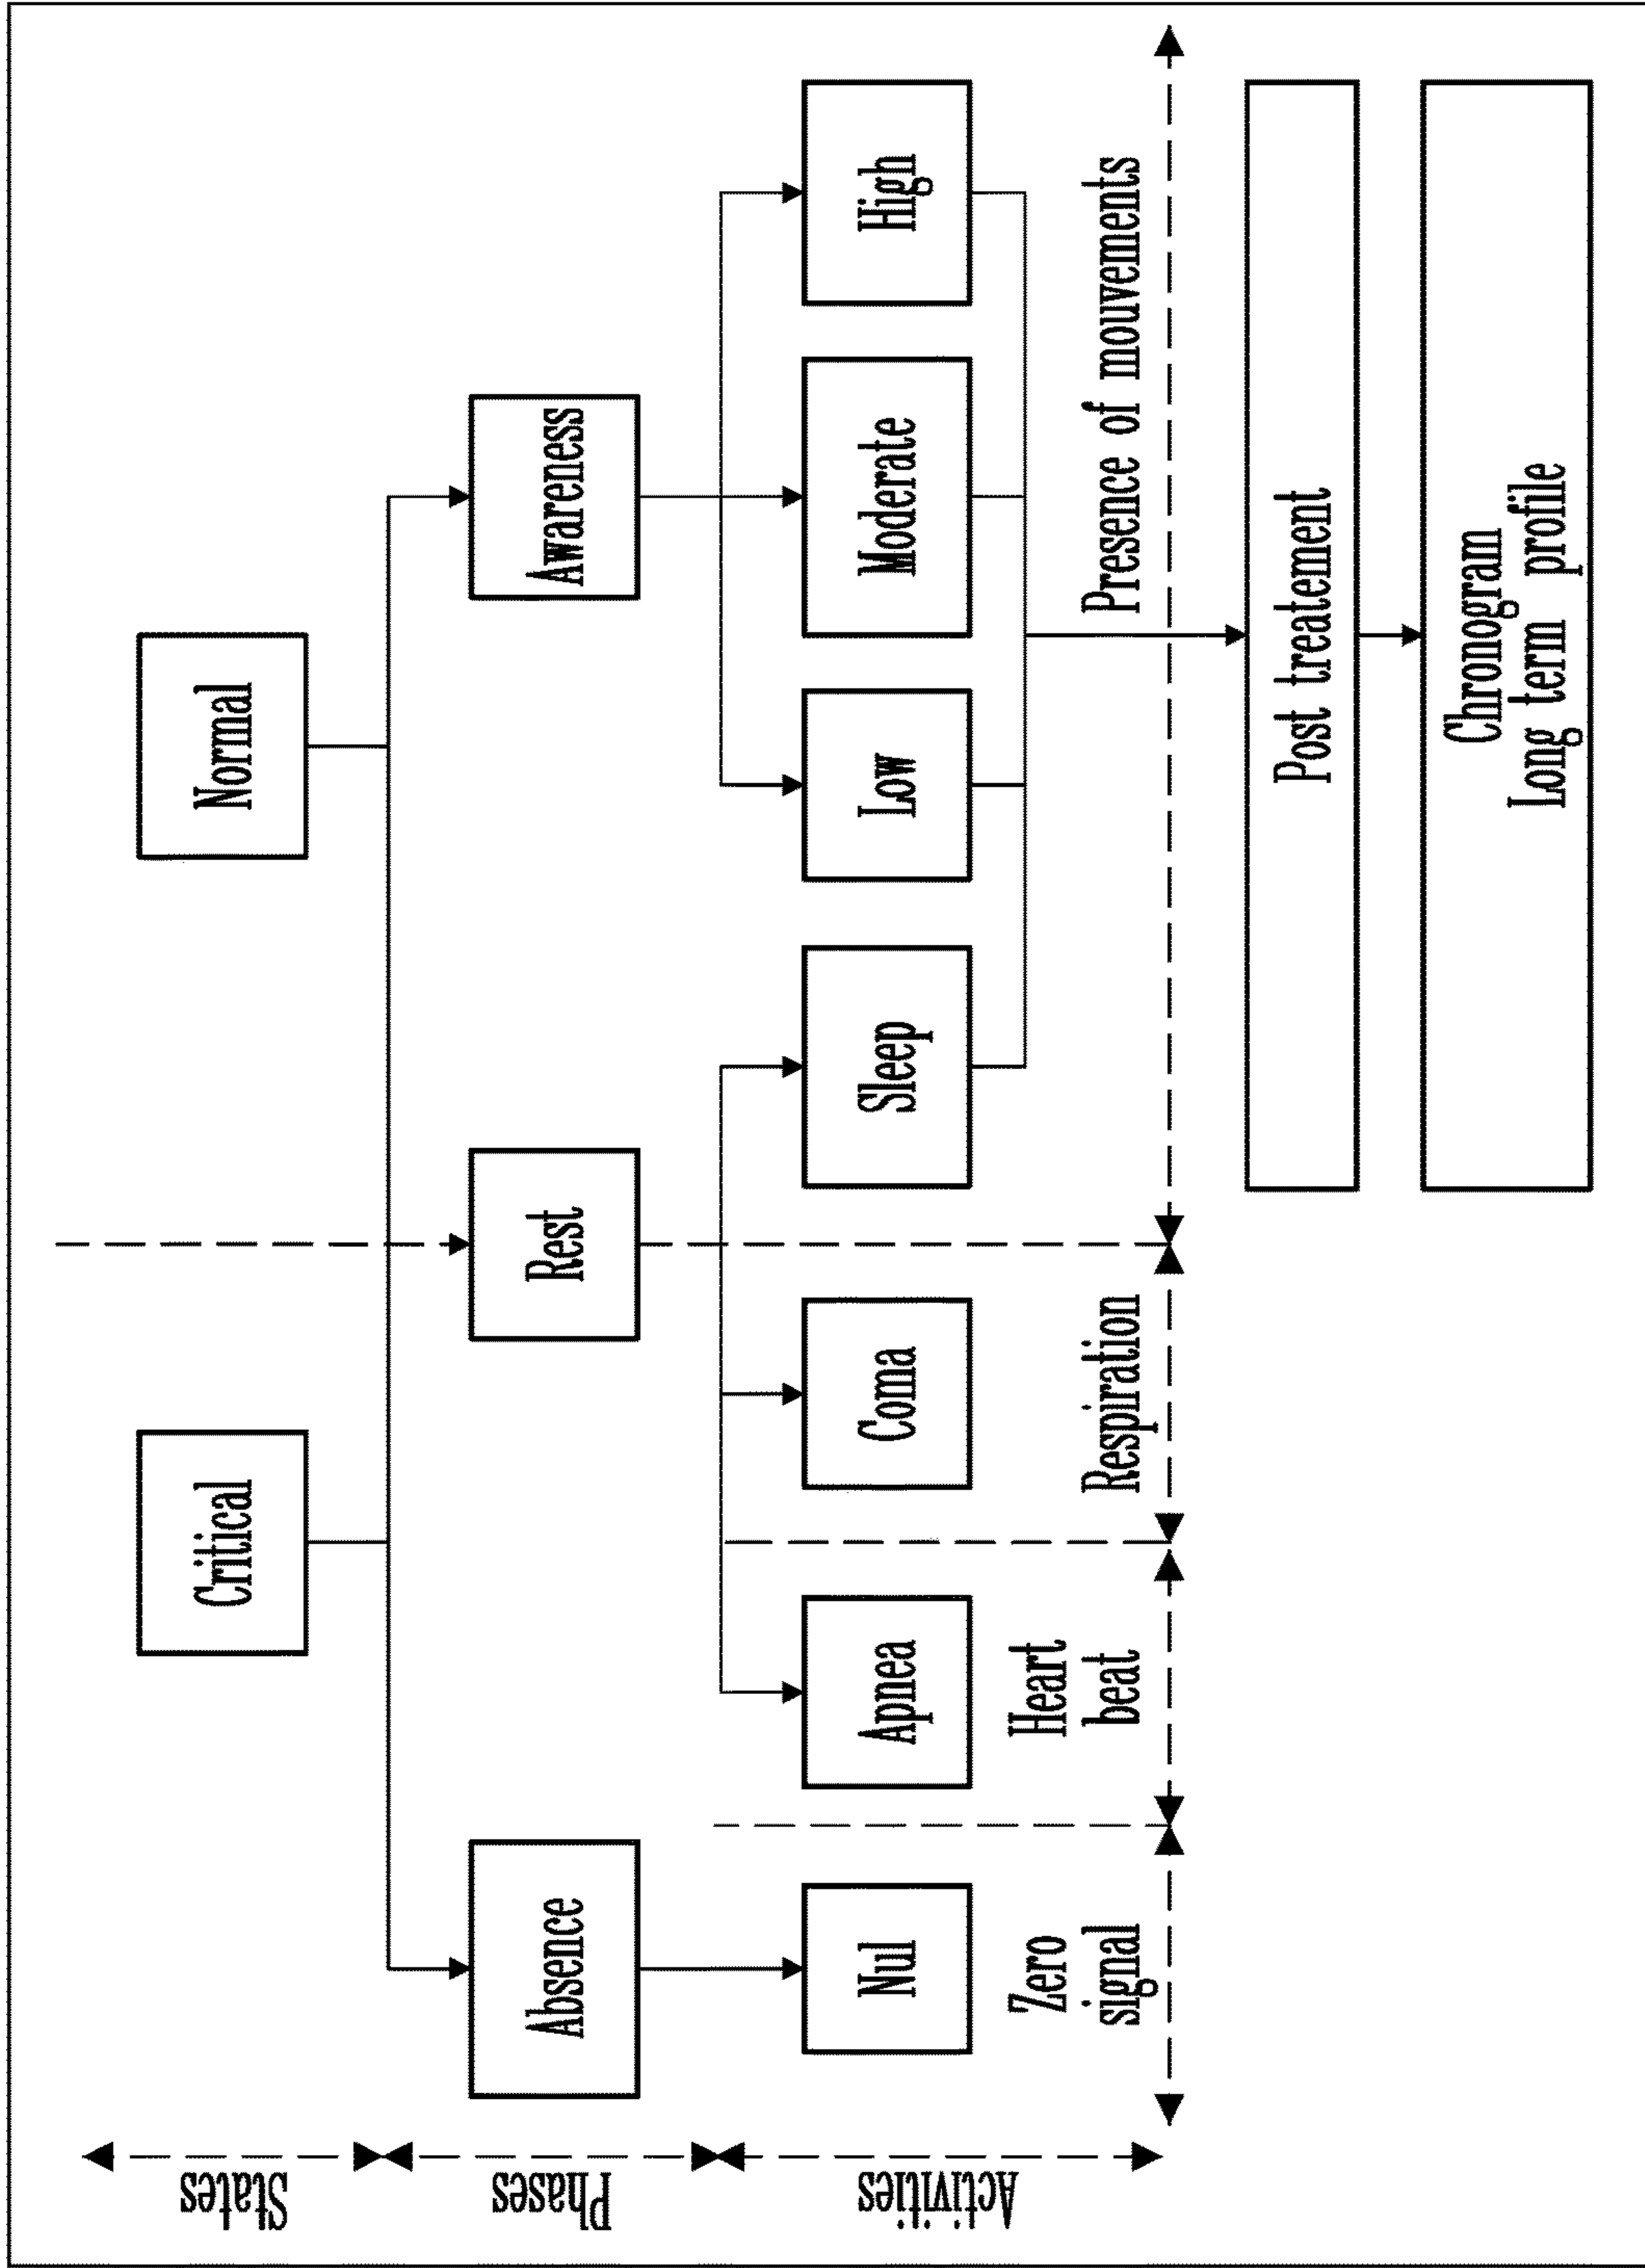 States
Critical
Normal
Phases
Absence
Rest
Awareness
Activities
Nul
Apnea
Coma
Sleep
Low
Moderate
High
Zero
signal
Heart
beat
Respiration
Presence of mouvements
Post treatement
Chronogram
Long term profile